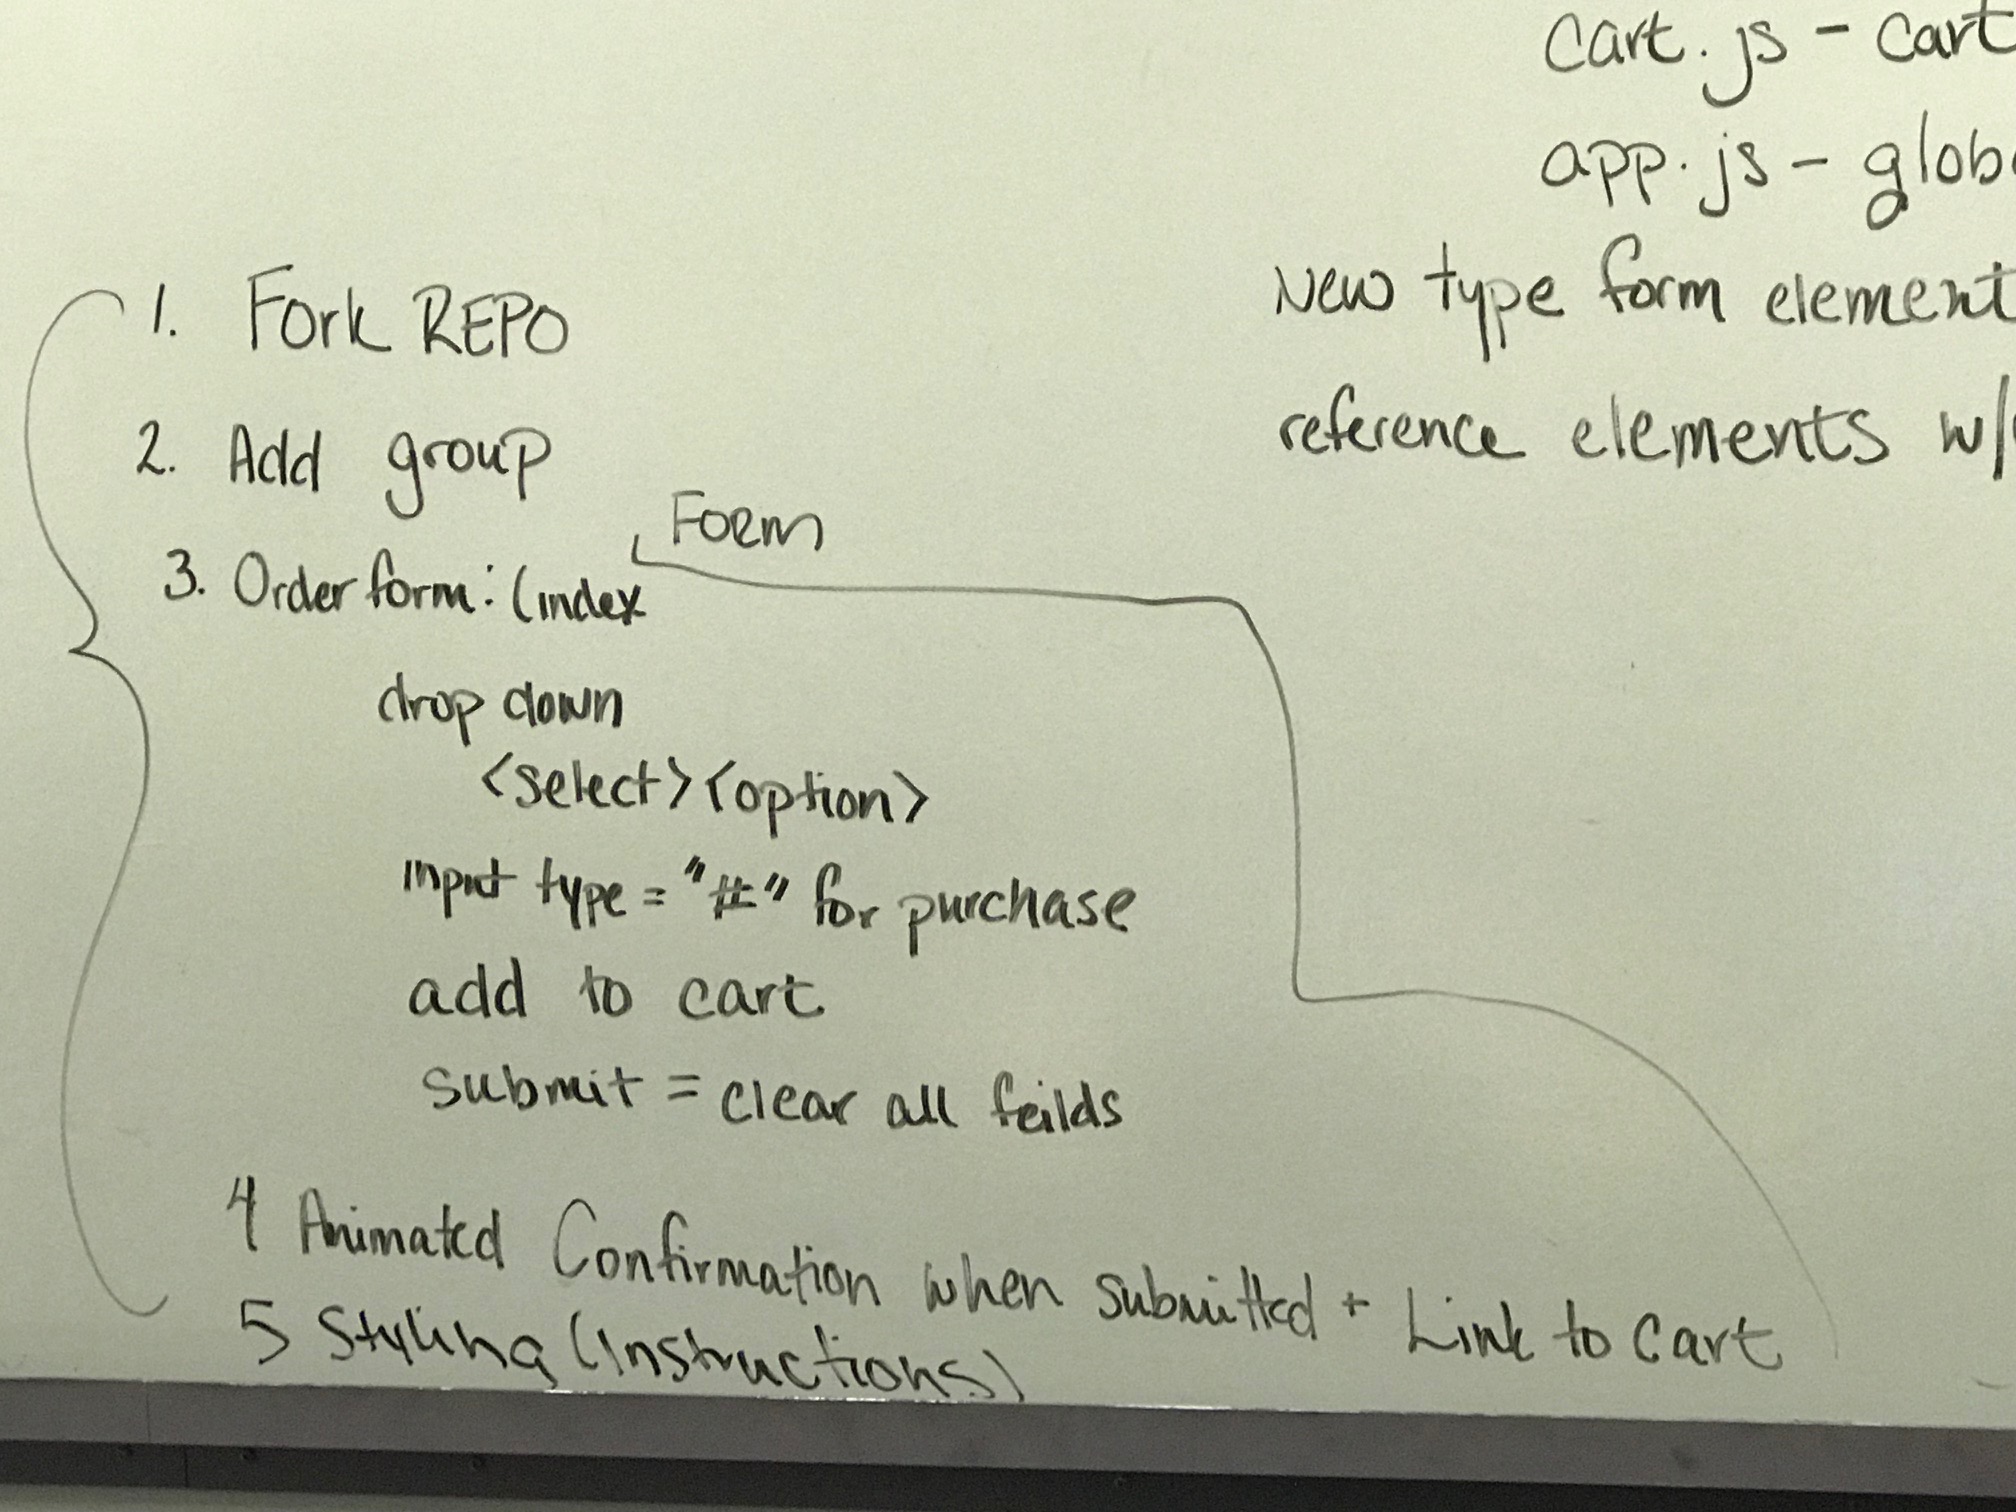 cart.js - cart
app.js - glob
New type form element
reference elements w/
1. Fork REPO
2. Add group
Form
3. Order form: (index
drop down
<select><option>
input type = "#" for purchase
add to cart
submit = clear all feilds
4 Animated Confirmation when submitted + Link to cart
5 Styling (Instructions)